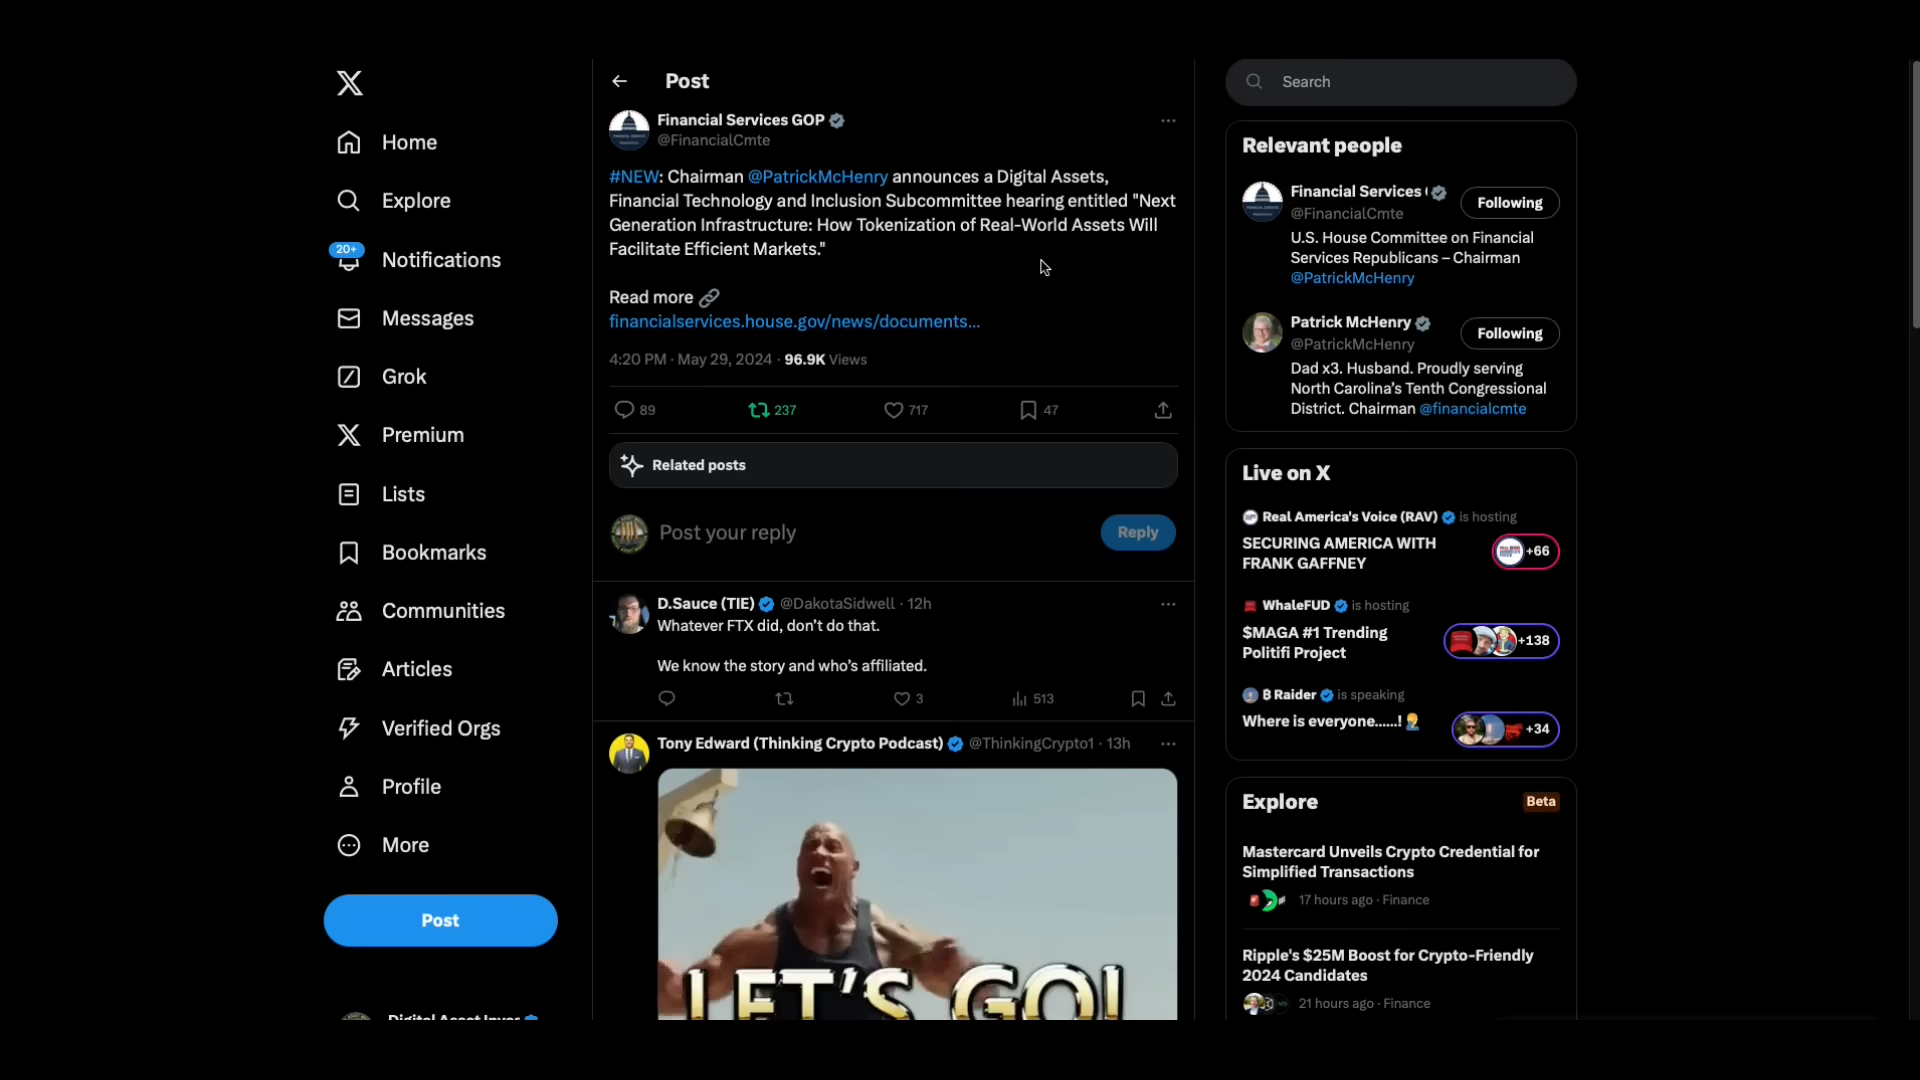 Home
Explore
20+
Notifications
Messages
Grok
Premium
Lists
Bookmarks
Communities
Articles
Verified Orgs
Profile
More
Post
Digital Asset Inves
Post
Financial Services GOP
@FinancialCmte
#NEW: Chairman @PatrickMcHenry announces a Digital Assets,
Financial Technology and Inclusion Subcommittee hearing entitled "Next
Generation Infrastructure: How Tokenization of Real-World Assets Will
Facilitate Efficient Markets."
Read more 🔗
financialservices.house.gov/news/documents...
4:20 PM · May 29, 2024 · 96.9K Views
89 237 717 47
Related posts
Post your reply
Reply
D.Sauce (TIE) @DakotaSidwell · 12h
Whatever FTX did, don't do that.
We know the story and who's affiliated.
3 513
Tony Edward (Thinking Crypto Podcast) @ThinkingCrypto1 · 13h
LET'S GO!
Search
Relevant people
Financial Services
@FinancialCmte
Following
U.S. House Committee on Financial
Services Republicans – Chairman
@PatrickMcHenry
Patrick McHenry
@PatrickMcHenry
Following
Dad x3. Husband. Proudly serving
North Carolina's Tenth Congressional
District. Chairman @financialcmte
Live on X
Real America's Voice (RAV) is hosting
SECURING AMERICA WITH
FRANK GAFFNEY
+66
WhaleFUD is hosting
$MAGA #1 Trending
Politifi Project
+138
₿ Raider is speaking
Where is everyone......! 🤦‍♂️
+34
Explore
Beta
Mastercard Unveils Crypto Credential for
Simplified Transactions
17 hours ago · Finance
Ripple's $25M Boost for Crypto-Friendly
2024 Candidates
21 hours ago · Finance